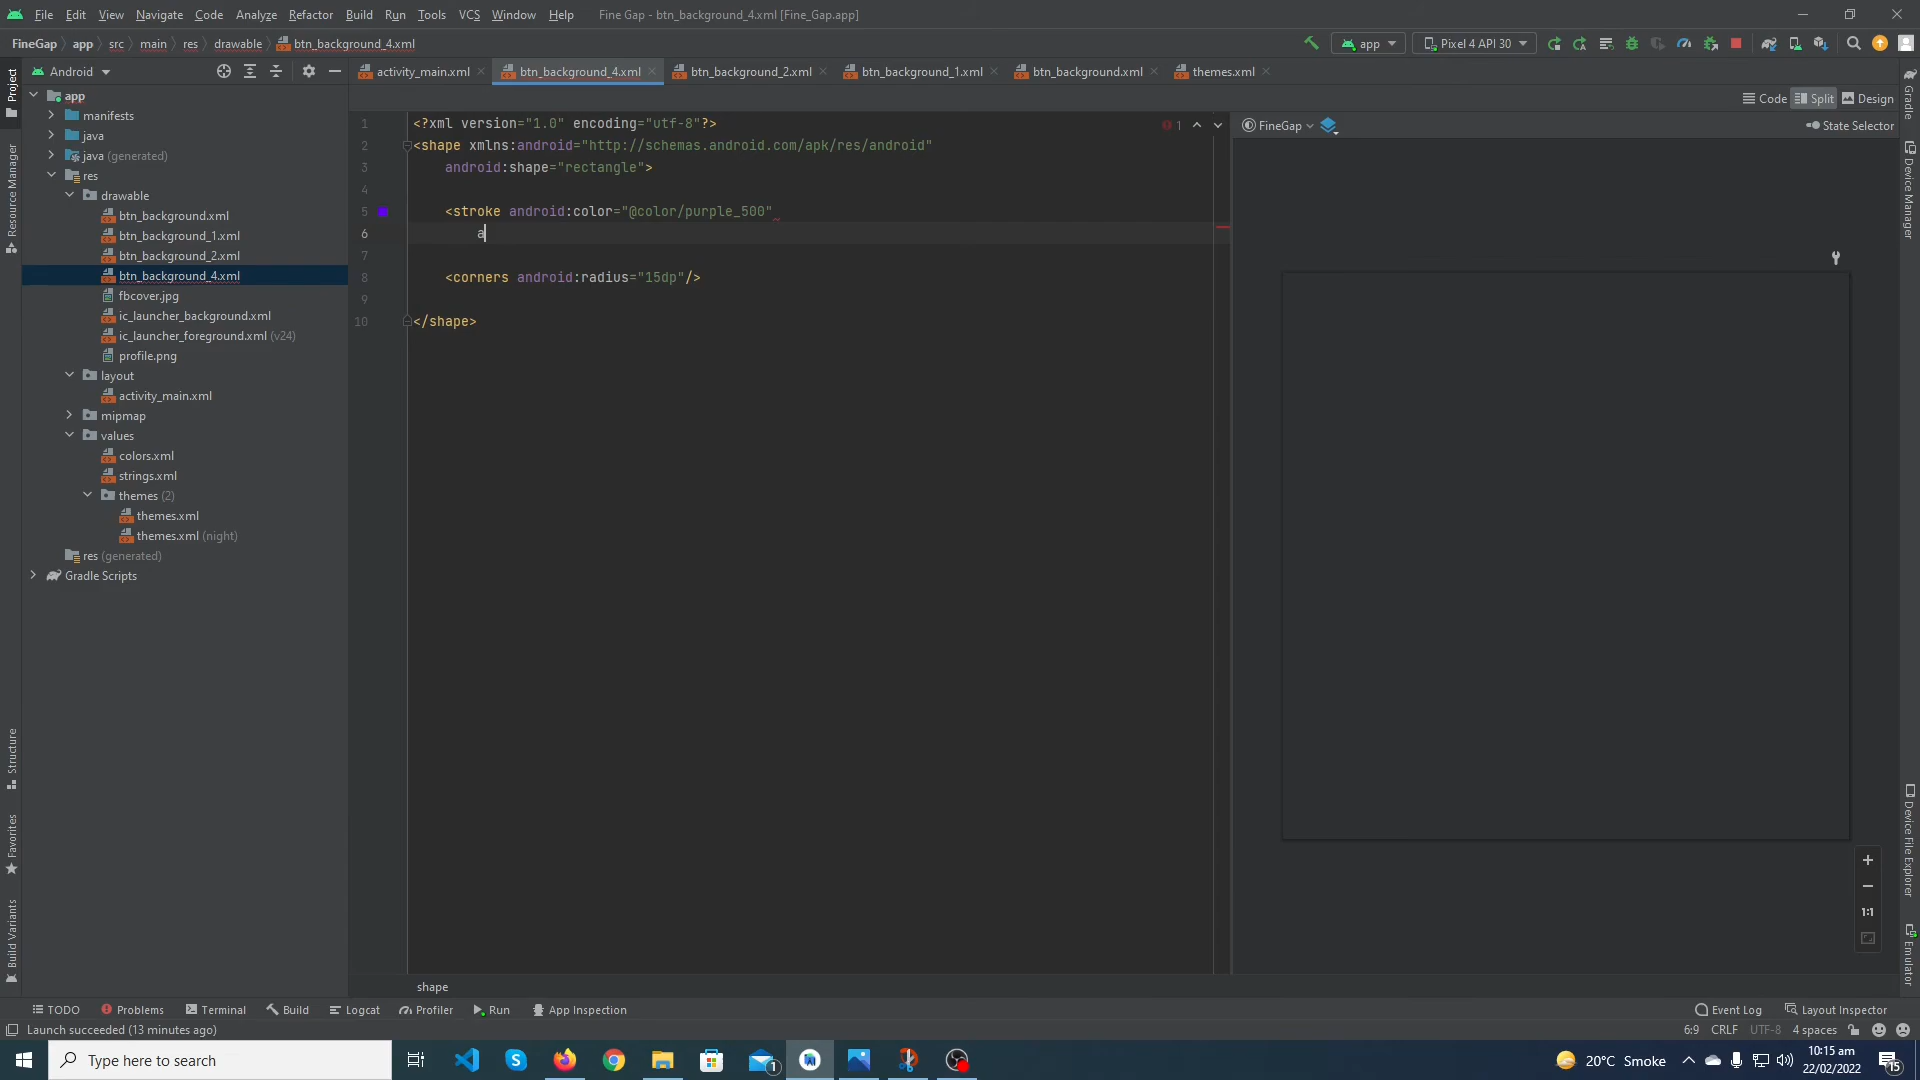 File Edit View Navigate Code Analyze Refactor Build Run Tools VCS Window Help Fine Gap - btn_background_4.xml [Fine_Gap.app]
FineGap app src main res drawable btn_background_4.xml app Pixel 4 API 30
Project
Android
activity_main.xml btn_background_4.xml btn_background_2.xml btn_background_1.xml btn_background.xml themes.xml
Code Split Design
app
manifests
java
java (generated)
res
drawable
btn_background.xml
btn_background_1.xml
btn_background_2.xml
btn_background_4.xml
fbcover.jpg
ic_launcher_background.xml
ic_launcher_foreground.xml (v24)
profile.png
layout
activity_main.xml
mipmap
values
colors.xml
strings.xml
themes (2)
themes.xml
themes.xml (night)
res (generated)
Gradle Scripts
Resource Manager
Structure
Favorites
Build Variants
1 <?xml version="1.0" encoding="utf-8"?>
2 <shape xmlns:android="http://schemas.android.com/apk/res/android"
3 android:shape="rectangle">
4
5 <stroke android:color="@color/purple_500"
6 a
7
8 <corners android:radius="15dp"/>
9
10 </shape>
1
FineGap State Selector
1:1
Gradle
Device Manager
Device File Explorer
Emulator
shape
TODO Problems Terminal Build Logcat Profiler Run App Inspection Event Log Layout Inspector
Launch succeeded (13 minutes ago) 6:9 CRLF UTF-8 4 spaces
Type here to search
1
20°C Smoke
10:15 am
22/02/2022
15